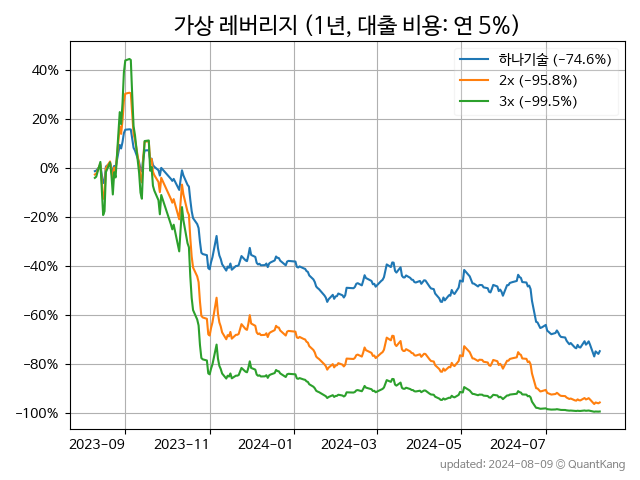 가상 레버리지 (1년, 대출 비용: 연 5%)
하나기술 (-74.6%)
2x (-95.8%)
3x (-99.5%)
40%
20%
0%
−20%
−40%
−60%
−80%
−100%
2023-09 2023-11 2024-01 2024-03 2024-05 2024-07
updated: 2024-08-09 © QuantKang